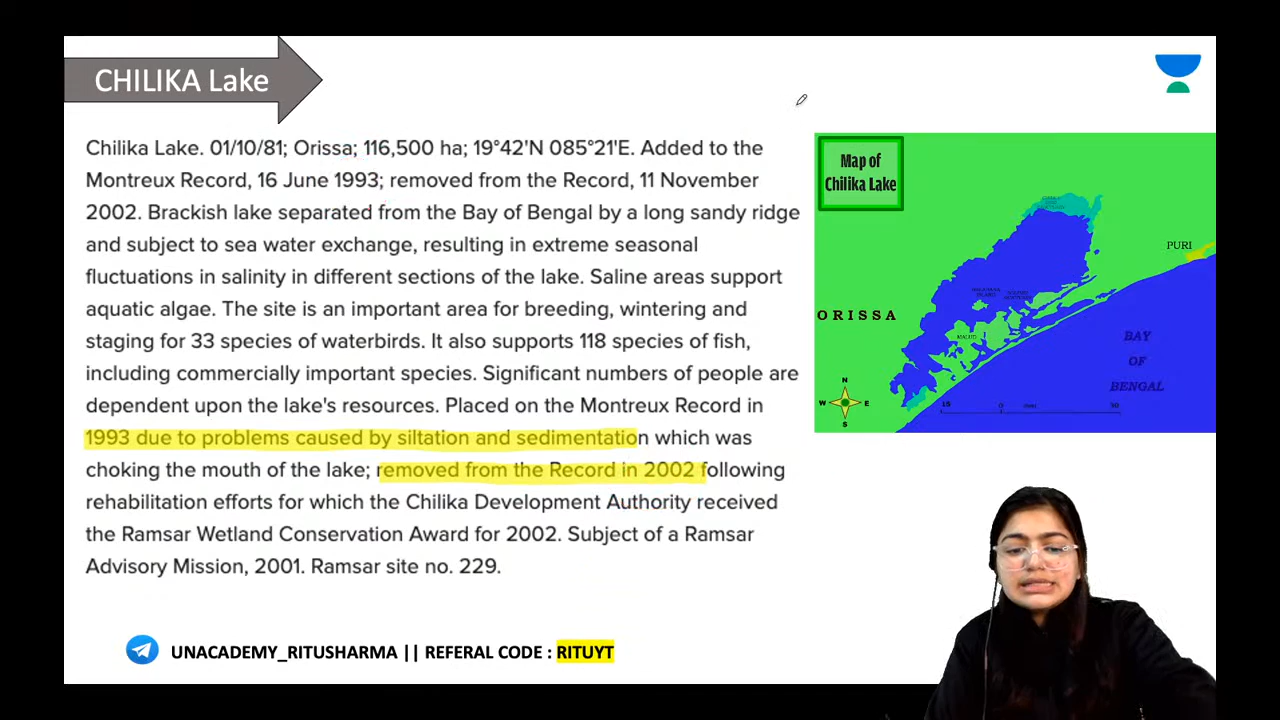 CHILIKA Lake
Chilika Lake. 01/10/81; Orissa; 116,500 ha; 19°42'N 085°21'E. Added to the
Montreux Record, 16 June 1993; removed from the Record, 11 November
2002. Brackish lake separated from the Bay of Bengal by a long sandy ridge
and subject to sea water exchange, resulting in extreme seasonal
fluctuations in salinity in different sections of the lake. Saline areas support
aquatic algae. The site is an important area for breeding, wintering and
staging for 33 species of waterbirds. It also supports 118 species of fish,
including commercially important species. Significant numbers of people are
dependent upon the lake's resources. Placed on the Montreux Record in
1993 due to problems caused by siltation and sedimentation which was
choking the mouth of the lake; removed from the Record in 2002 following
rehabilitation efforts for which the Chilika Development Authority received
the Ramsar Wetland Conservation Award for 2002. Subject of a Ramsar
Advisory Mission, 2001. Ramsar site no. 229.
Map of
Chilika Lake
PURI
ORISSA
BAY
OF
BENGAL
N
W E
S
UNACADEMY_RITUSHARMA || REFERAL CODE : RITUYT